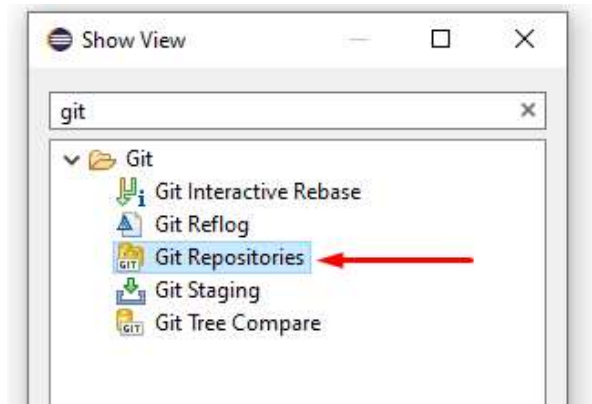 Show View
git
Git
Git Interactive Rebase
Git Reflog
Git Repositories
Git Staging
Git Tree Compare